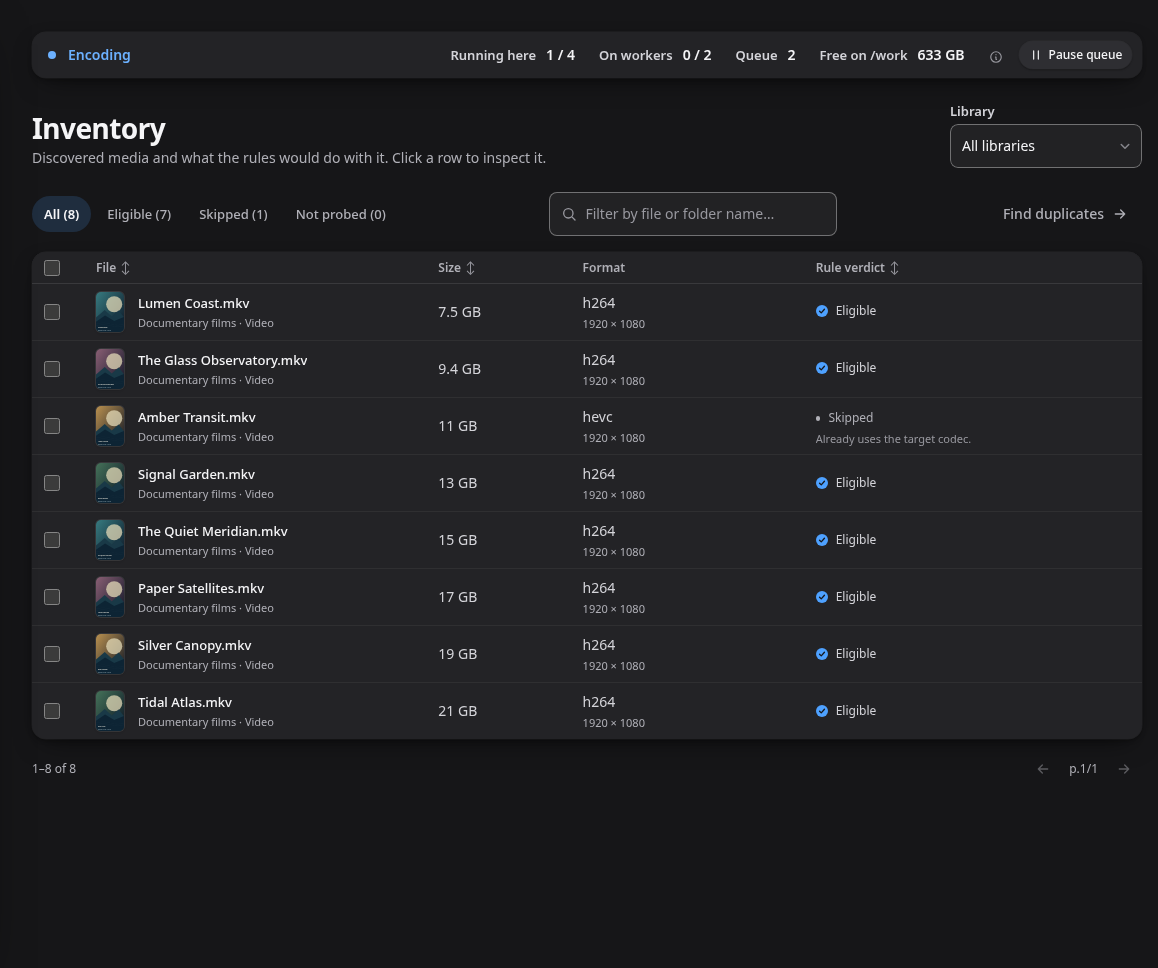 Encoding Running here 1 / 4 On workers 0 / 2 Queue 2 Free on /work 633 GB Pause queue
Library
Inventory
All libraries
Discovered media and what the rules would do with it. Click a row to inspect it.
All (8) Eligible (7) Skipped (1) Not probed (0) Filter by file or folder name... Find duplicates
File Size Format Rule verdict
Lumen Coast.mkv 7.5 GB h264 Eligible
Documentary films · Video 1920 × 1080
The Glass Observatory.mkv 9.4 GB h264 Eligible
Documentary films · Video 1920 × 1080
Amber Transit.mkv 11 GB hevc Skipped
Documentary films · Video 1920 × 1080 Already uses the target codec.
Signal Garden.mkv 13 GB h264 Eligible
Documentary films · Video 1920 × 1080
The Quiet Meridian.mkv 15 GB h264 Eligible
Documentary films · Video 1920 × 1080
Paper Satellites.mkv 17 GB h264 Eligible
Documentary films · Video 1920 × 1080
Silver Canopy.mkv 19 GB h264 Eligible
Documentary films · Video 1920 × 1080
Tidal Atlas.mkv 21 GB h264 Eligible
Documentary films · Video 1920 × 1080
1–8 of 8 p.1/1